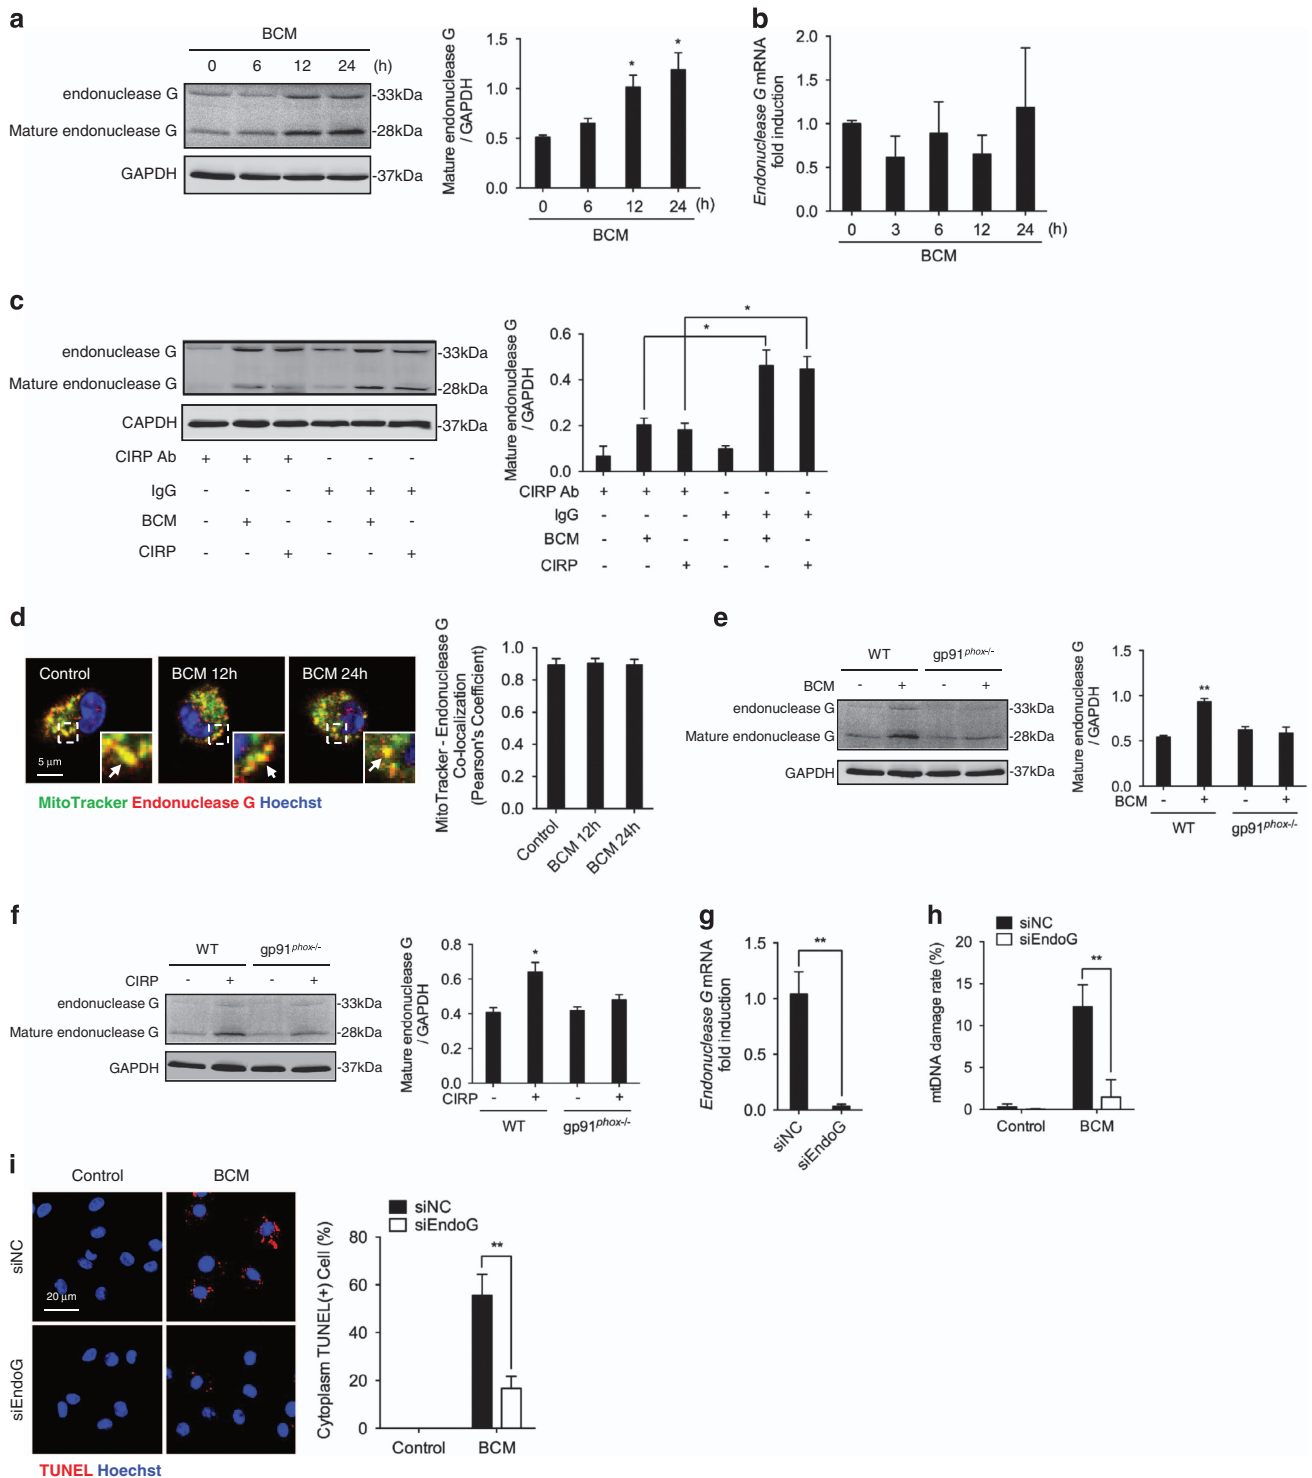 a
BCM
0 6 12 24 (h)
endonuclease G -33kDa
Mature endonuclease G -28kDa
GAPDH -37kDa
Mature endonuclease G
/ GAPDH
1.5
1.0
0.5
0.0
* *
0 6 12 24 (h)
BCM
b
Endonuclease G mRNA
fold induction
2.0
1.5
1.0
0.5
0.0
0 3 6 12 24 (h)
BCM
c
endonuclease G -33kDa
Mature endonuclease G -28kDa
CAPDH -37kDa
CIRP Ab + + + - - -
IgG - - - + + +
BCM - + - - + -
CIRP - - + - - +
Mature endonuclease G
/ GAPDH
0.6
0.4
0.2
0.0
* *
CIRP Ab + + + - - -
IgG - - - + + +
BCM - + - - + -
CIRP - - + - - +
d
Control BCM 12h BCM 24h
5 μm
MitoTracker Endonuclease G Hoechst
MitoTracker - Endonuclease G
Co-localization
(Pearson's Coefficient)
1.0
0.8
0.6
0.4
0.2
0.0
Control BCM 12h BCM 24h
e
WT gp91phox-/-
BCM - + - +
endonuclease G -33kDa
Mature endonuclease G -28kDa
GAPDH -37kDa
Mature endonuclease G
/ GAPDH
1.5
1.0
0.5
0.0
**
BCM - + - +
WT gp91phox-/-
f
WT gp91phox-/-
CIRP - + - +
endonuclease G -33kDa
Mature endonuclease G -28kDa
GAPDH -37kDa
Mature endonuclease G
/ GAPDH
0.8
0.6
0.4
0.2
0.0
*
CIRP - + - +
WT gp91phox-/-
g
Endonuclease G mRNA
fold induction
1.5
1.0
0.5
0.0
**
siNC siEndoG
h
siNC
siEndoG
mtDNA damage rate (%)
20
15
10
5
0
**
Control BCM
i
Control BCM
siNC
20 μm
siEndoG
TUNEL Hoechst
siNC
siEndoG
Cytoplasm TUNEL(+) Cell (%)
80
60
40
20
0
**
Control BCM